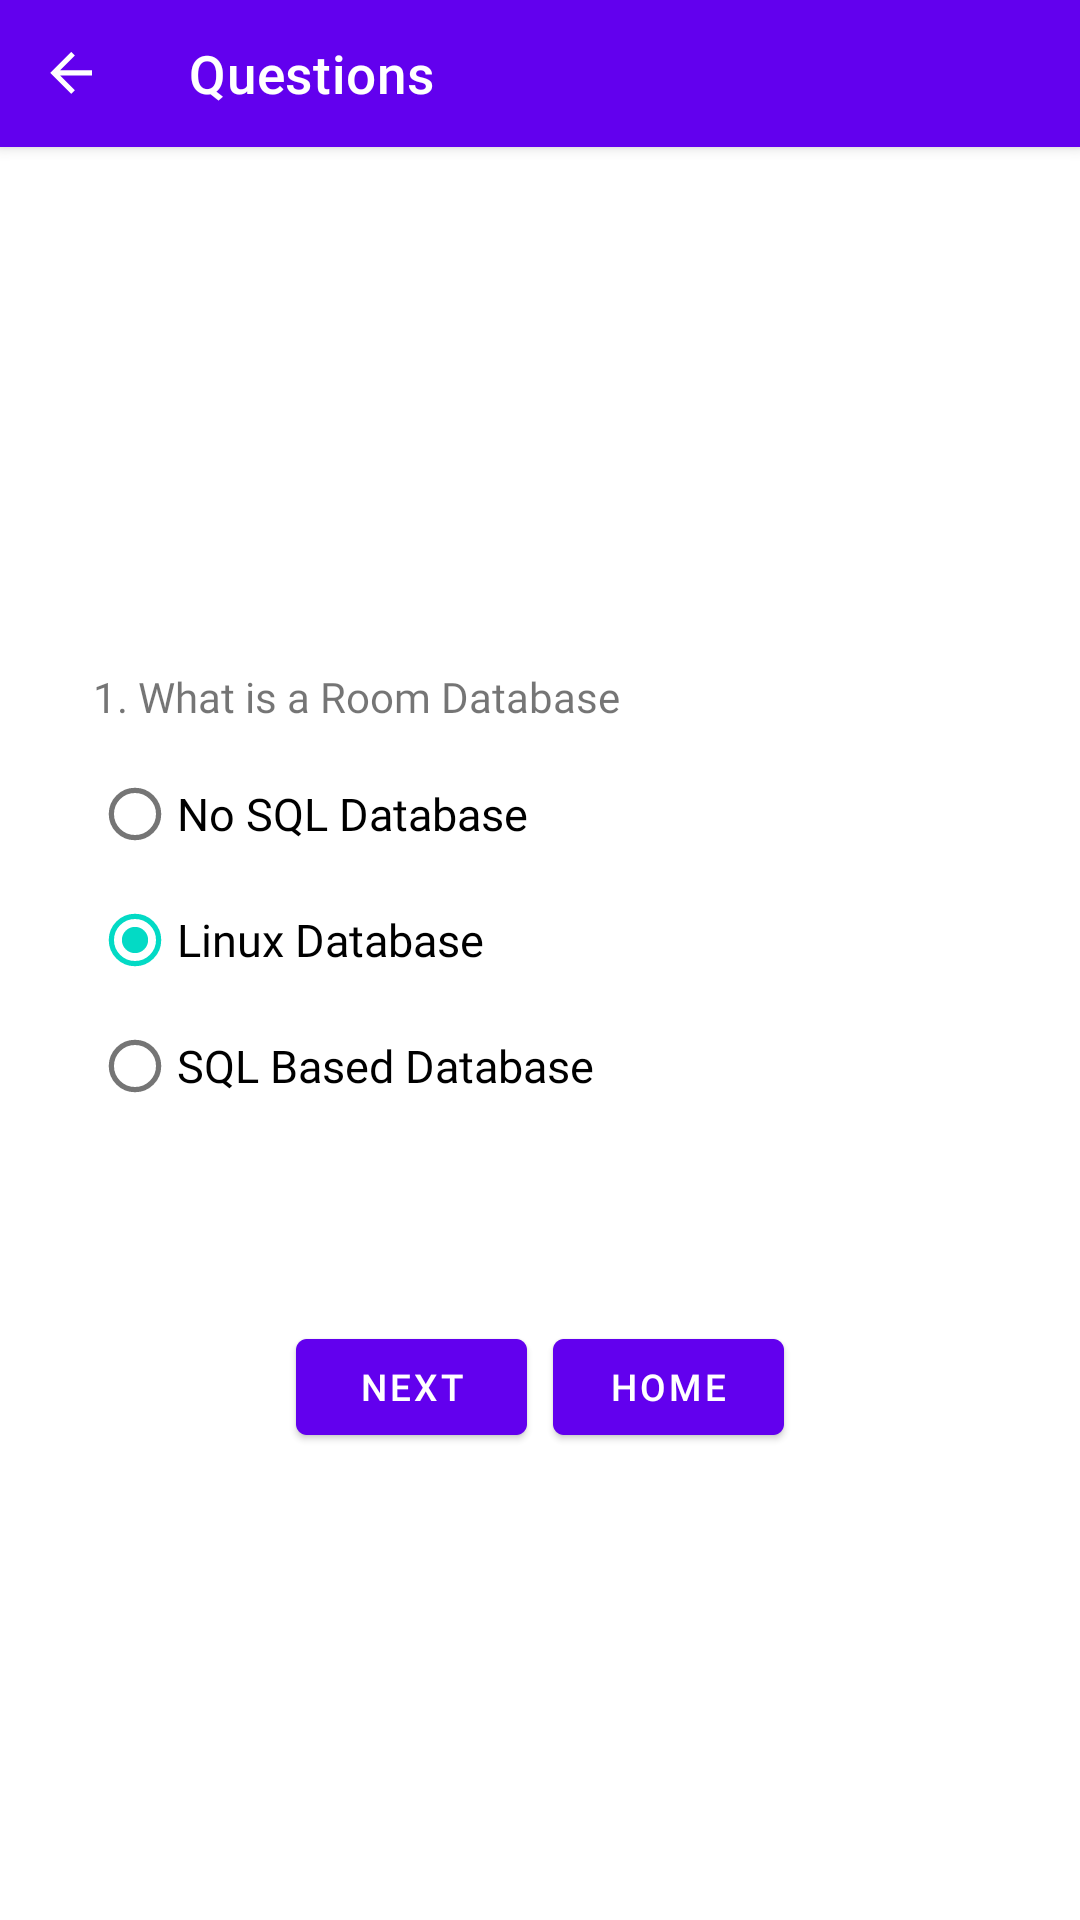 Questions
1. What is a Room Database
No SQL Database
Linux Database
SQL Based Database
NEXT HOME